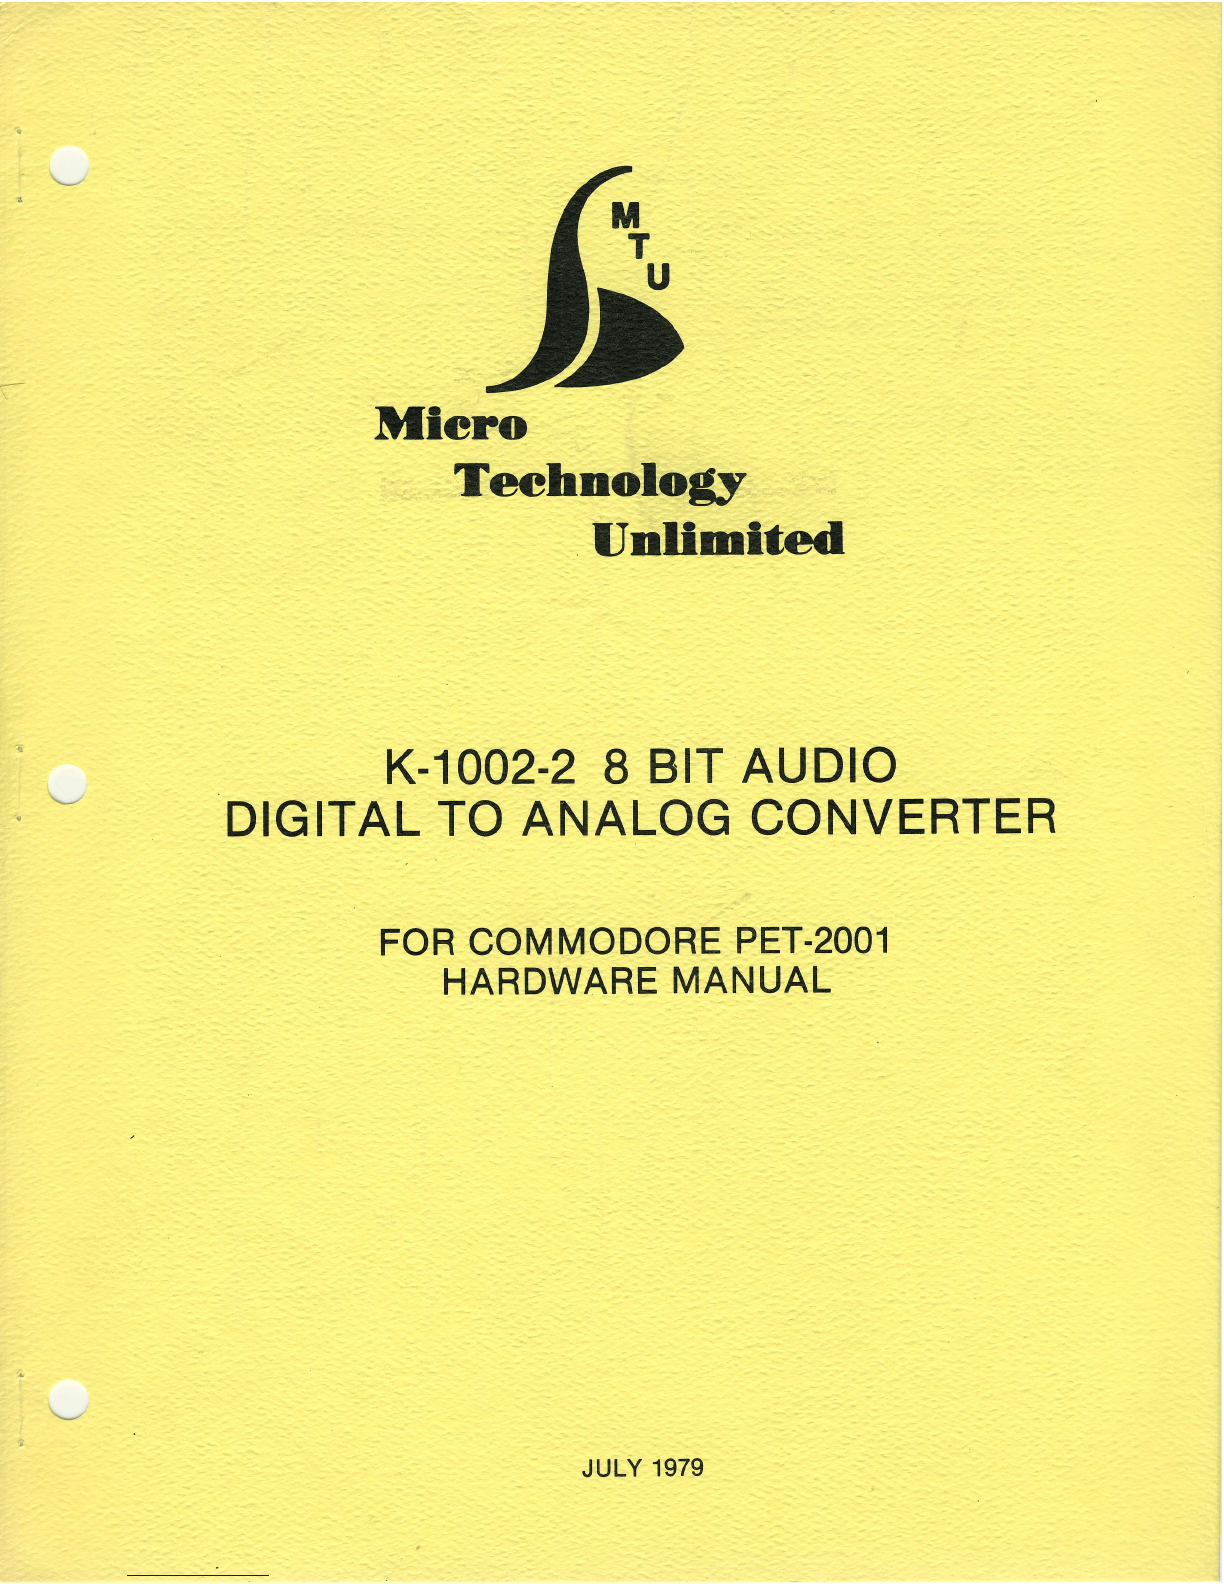 M
T
U
Micro
Technology
Unlimited
K-1002-2 8 BIT AUDIO
DIGITAL TO ANALOG CONVERTER
FOR COMMODORE PET-2001
HARDWARE MANUAL
JULY 1979